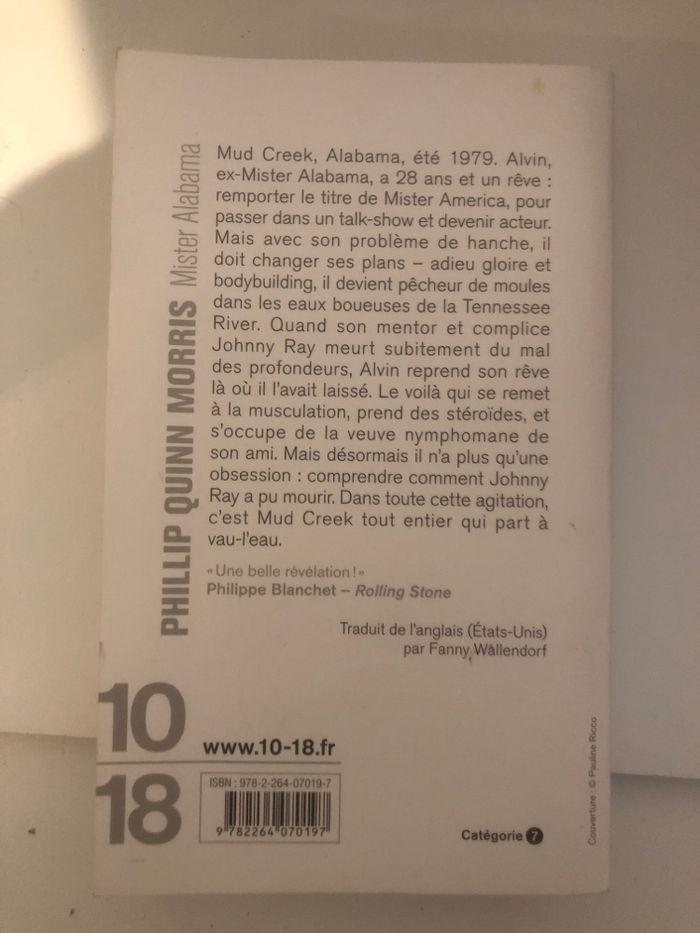 PHILLIP QUINN MORRIS Mister Alabama
Mud Creek, Alabama, été 1979. Alvin,
ex-Mister Alabama, a 28 ans et un rêve :
remporter le titre de Mister America, pour
passer dans un talk-show et devenir acteur.
Mais avec son problème de hanche, il
doit changer ses plans – adieu gloire et
bodybuilding, il devient pêcheur de moules
dans les eaux boueuses de la Tennessee
River. Quand son mentor et complice
Johnny Ray meurt subitement du mal
des profondeurs, Alvin reprend son rêve
là où il l'avait laissé. Le voilà qui se remet
à la musculation, prend des stéroïdes, et
s'occupe de la veuve nymphomane de
son ami. Mais désormais il n'a plus qu'une
obsession : comprendre comment Johnny
Ray a pu mourir. Dans toute cette agitation,
c'est Mud Creek tout entier qui part à
vau-l'eau.
« Une belle révélation ! »
Philippe Blanchet – Rolling Stone
Traduit de l'anglais (États-Unis)
par Fanny Wallendorf
10
18
www.10-18.fr
ISBN : 978-2-264-07019-7
9 782264 070197
Catégorie 7
Couverture : © Pauline Ricco